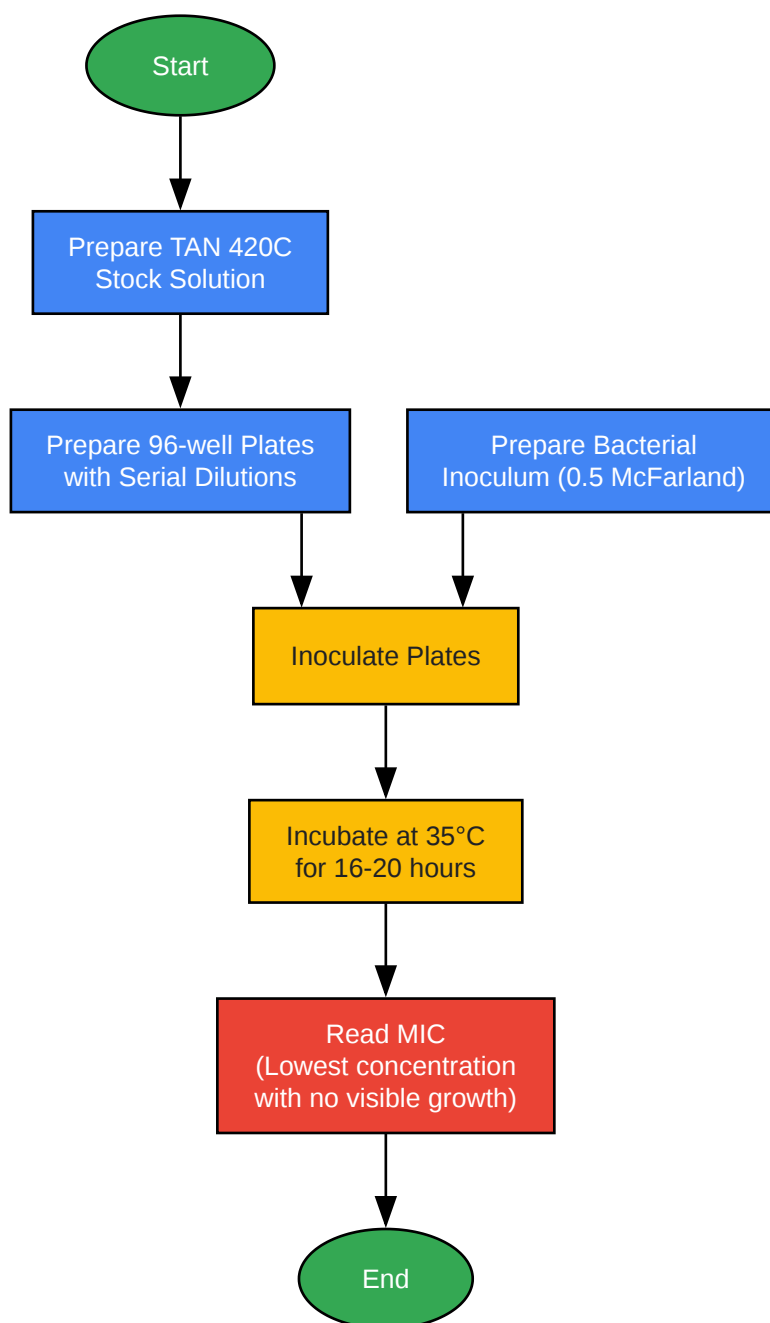 Start
Prepare TAN 420C
Stock Solution
Prepare 96-well Plates
with Serial Dilutions
Prepare Bacterial
Inoculum (0.5 McFarland)
Inoculate Plates
Incubate at 35°C
for 16-20 hours
Read MIC
(Lowest concentration
with no visible growth)
End